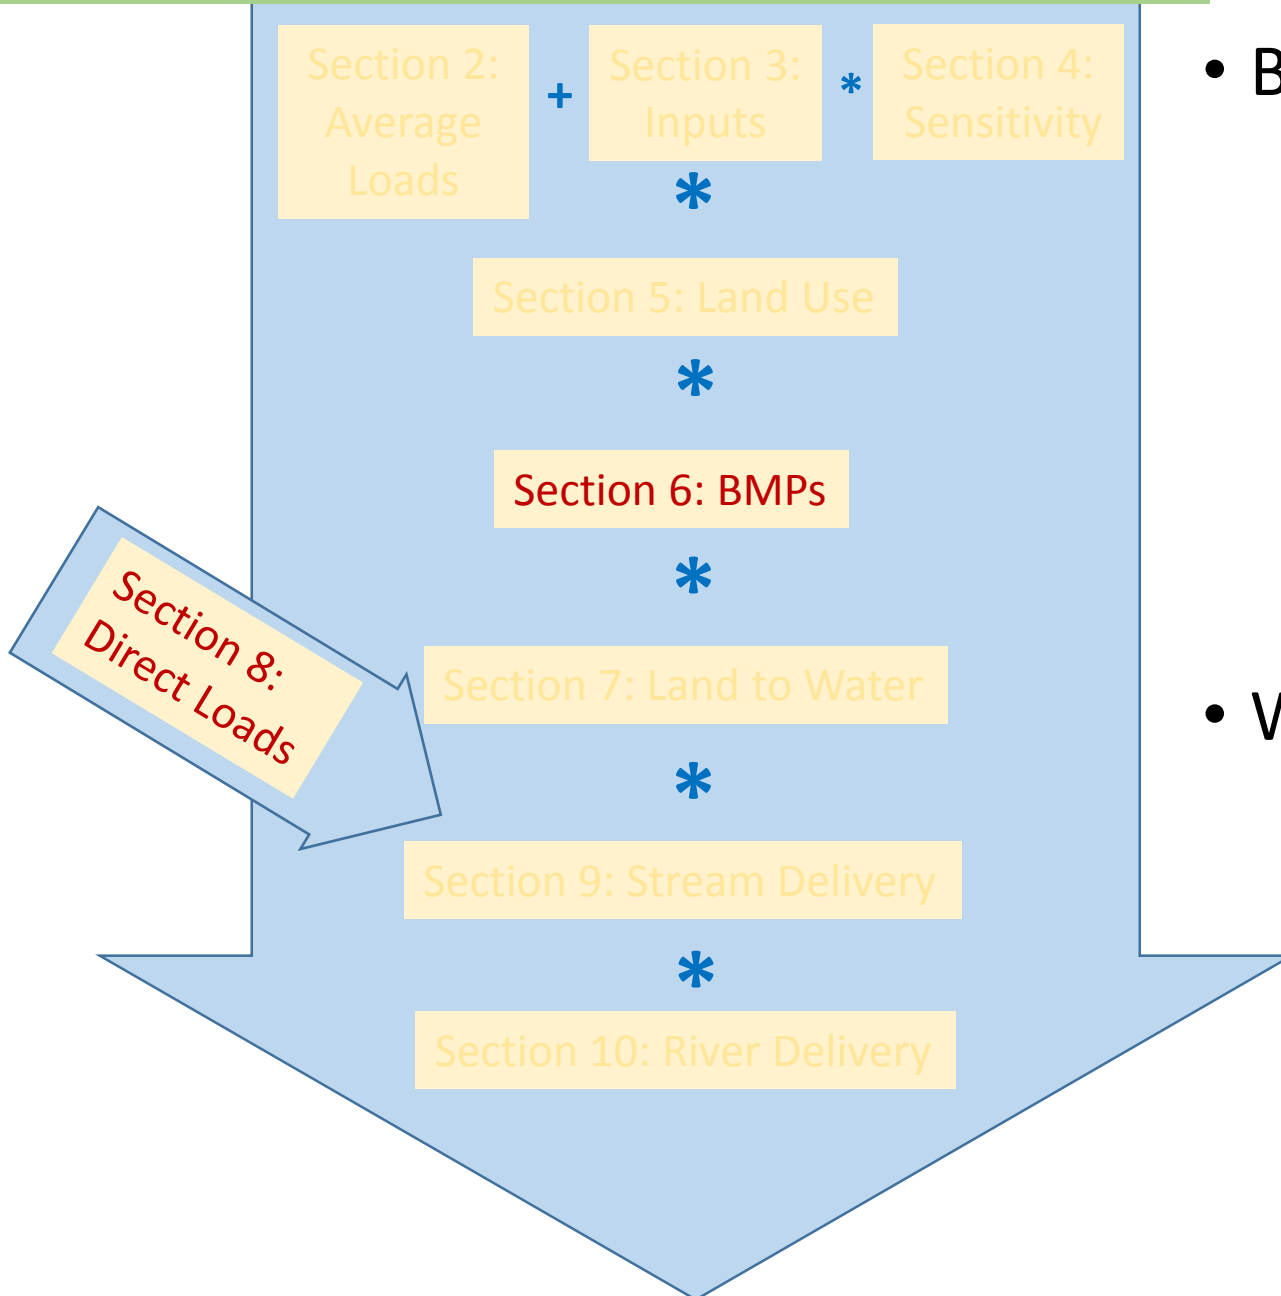 Section 2:
Average
Loads
+
Section 3:
Inputs
*
Section 4:
Sensitivity
*
Section 5: Land Use
*
Section 6: BMPs
*
Section 8:
Direct Loads
Section 7: Land to Water
*
Section 9: Stream Delivery
*
Section 10: River Delivery
• B
• W